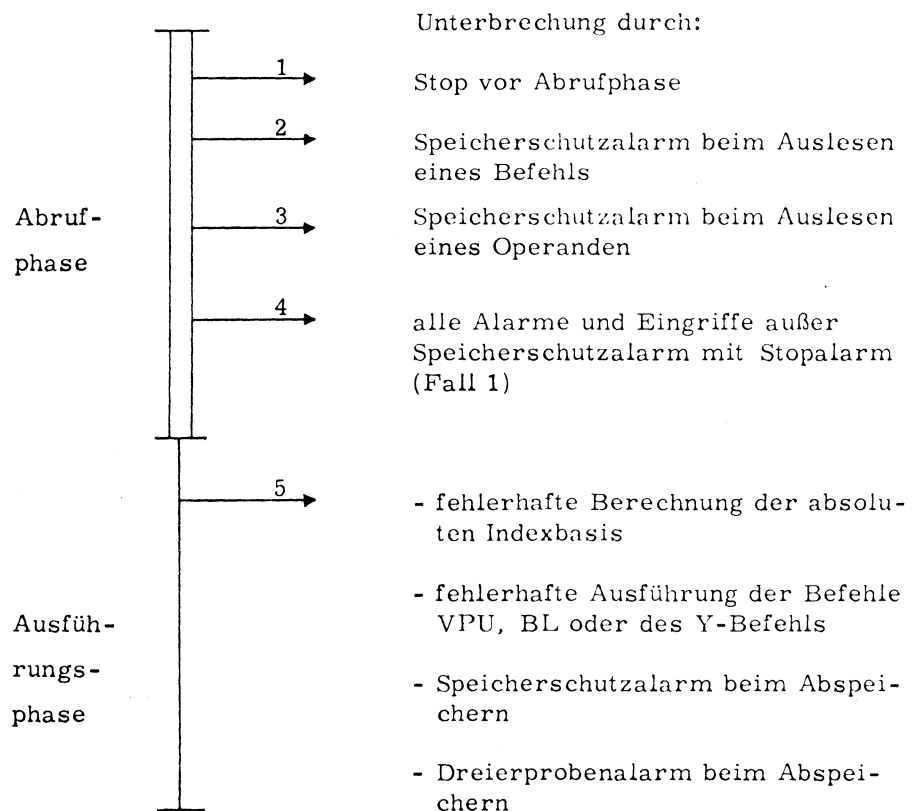 Unterbrechung durch:
1
Stop vor Abrufphase
2
Speicherschutzalarm beim Auslesen
eines Befehls
Abruf-
phase
3
Speicherschutzalarm beim Auslesen
eines Operanden
4
alle Alarme und Eingriffe außer
Speicherschutzalarm mit Stopalarm
(Fall 1)
5
- fehlerhafte Berechnung der absolu-
ten Indexbasis
- fehlerhafte Ausführung der Befehle
VPU, BL oder des Y-Befehls
Ausfüh-
rungs-
phase
- Speicherschutzalarm beim Abspei-
chern
- Dreierprobenalarm beim Abspei-
chern